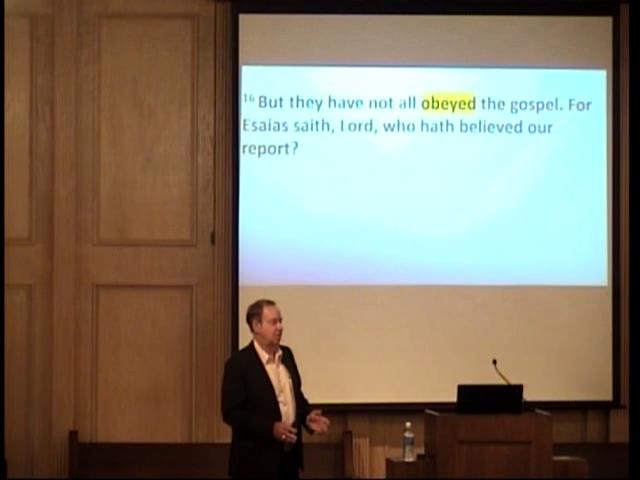 16 But they have not all obeyed the gospel. For
Esaias saith, Lord, who hath believed our
report?